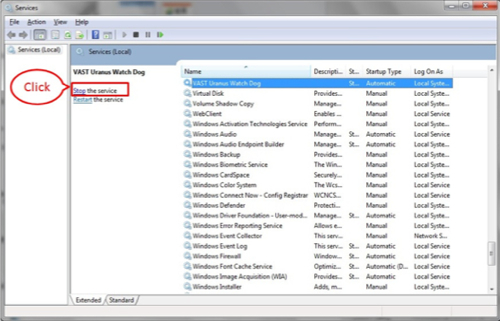 Services
File Action View Help
Services (Local)
Services (Local)
VAST Uranus Watch Dog
Click
Stop the service
Restart the service
Name Descripti... St... Startup Type Log On As
VAST Uranus Watch Dog St... Automatic Local Syste...
Virtual Disk Provides... Manual Local Syste...
Volume Shadow Copy Manage... Manual Local Syste...
WebClient Enables ... Manual Local Service
Windows Activation Technologies Service Perform... Manual Local Syste...
Windows Audio Manage... St... Automatic Local Service
Windows Audio Endpoint Builder Manage... St... Automatic Local Syste...
Windows Backup Provides... Manual Local Syste...
Windows Biometric Service The Win... Manual Local Syste...
Windows CardSpace Securely... Manual Local Syste...
Windows Color System The Wcs... Manual Local Service
Windows Connect Now - Config Registrar WCNCS... Manual Local Service
Windows Defender Protecti... Manual Local Syste...
Windows Driver Foundation - User-mod... Manage... St... Automatic Local Syste...
Windows Error Reporting Service Allows e... Manual Local Syste...
Windows Event Collector This serv... Manual Network S...
Windows Event Log This serv... St... Automatic Local Service
Windows Firewall Window... St... Automatic Local Service
Windows Font Cache Service Optimiz... St... Automatic (D... Local Service
Windows Image Acquisition (WIA) Provides... St... Automatic Local Service
Windows Installer Adds, m... Manual Local Syste...
Extended Standard